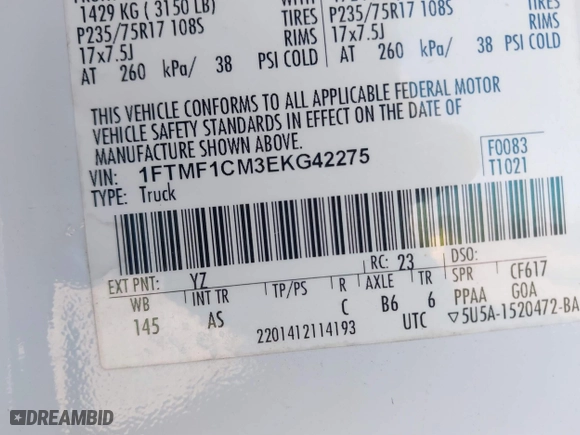 1429 KG ( 3150 LB) TIRES P235/75R17 108S TIRES
P235/75R17 108S RIMS 17x7.5J RIMS
17x7.5J
AT 260 kPa/ 38 PSI COLD AT 260 kPa/ 38 PSI COLD
THIS VEHICLE CONFORMS TO ALL APPLICABLE FEDERAL MOTOR
VEHICLE SAFETY STANDARDS IN EFFECT ON THE DATE OF
MANUFACTURE SHOWN ABOVE.
VIN: 1FTMF1CM3EKG42275 F0083
TYPE: Truck T1021
EXT PNT: YZ RC: 23 DSO:
WB INT TR TP/PS R AXLE TR SPR CF617
145 AS C B6 6 PPAA GOA
2201412114193 UTC ▽5U5A-1520472-BA
DREAMBID